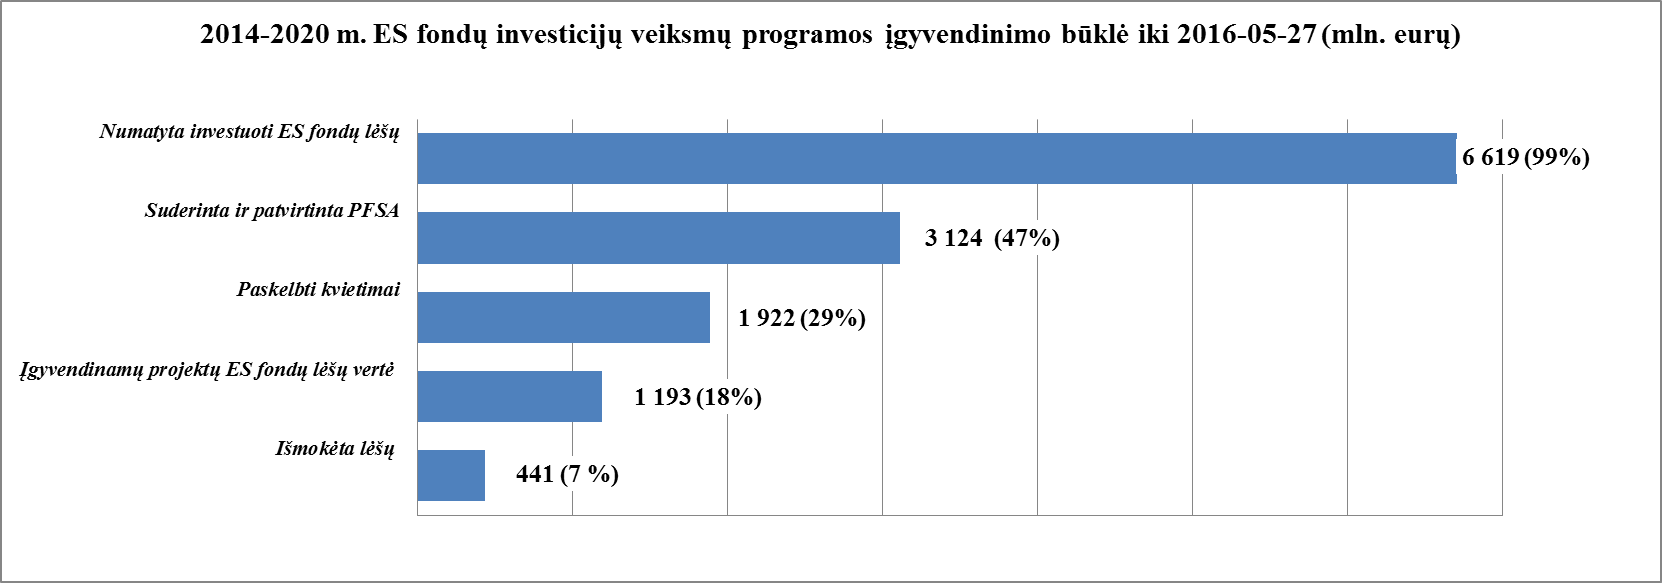 2014-2020 m. ES fondų investicijų veiksmų programos įgyvendinimo būklė iki 2016-05-27 (mln. eurų)
Numatyta investuoti ES fondų lėšų
6 619 (99%)
Suderinta ir patvirtinta PFSA
3 124 (47%)
Paskelbti kvietimai
1 922 (29%)
Įgyvendinamų projektų ES fondų lėšų vertė
1 193 (18%)
Išmokėta lėšų
441 (7 %)